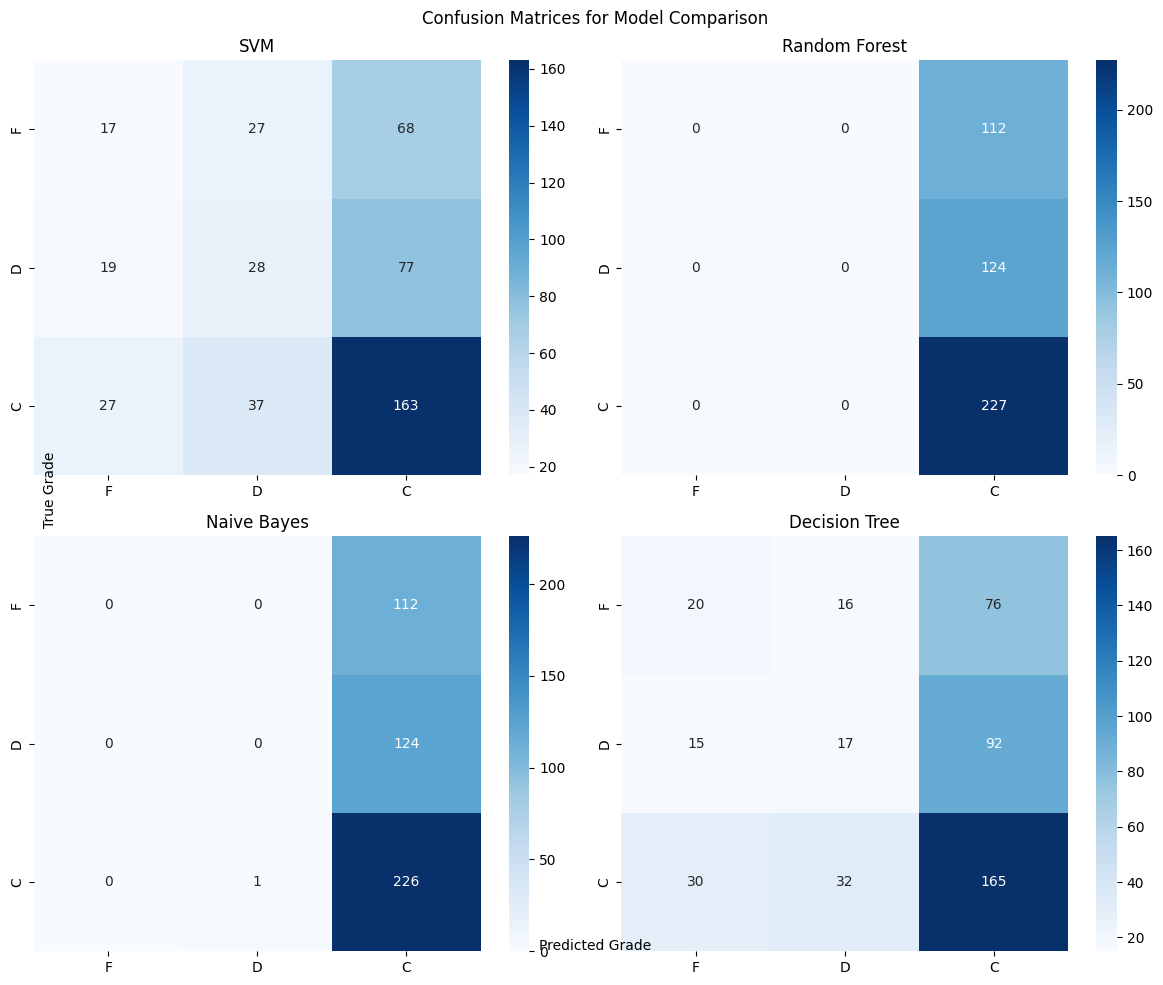 Confusion Matrices for Model Comparison
SVM
F 17 27 68
D 19 28 77
C 27 37 163
F D C
160
140
120
100
80
60
40
20
Random Forest
F 0 0 112
D 0 0 124
C 0 0 227
F D C
200
150
100
50
0
True Grade
Naive Bayes
F 0 0 112
D 0 0 124
C 0 1 226
F D C
200
150
100
50
0
Decision Tree
F 20 16 76
D 15 17 92
C 30 32 165
F D C
160
140
120
100
80
60
40
20
Predicted Grade